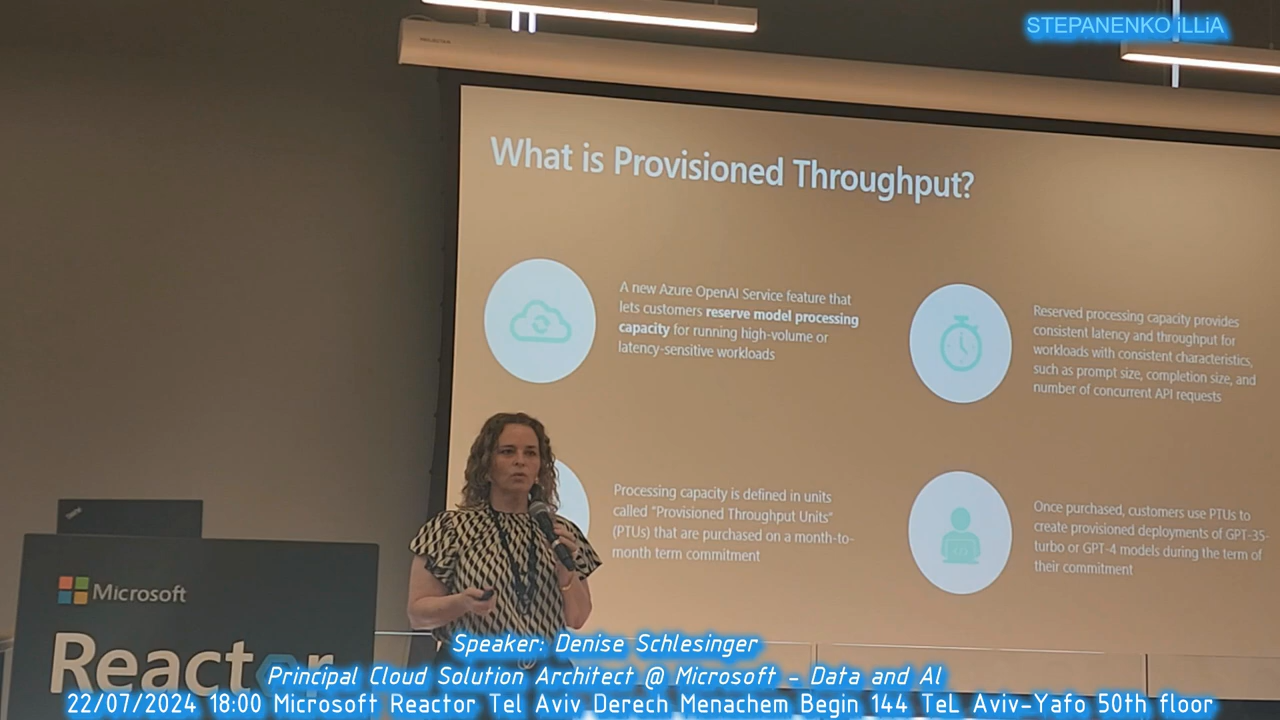 STEPANENKO iLLiA
What is Provisioned Throughput?
A new Azure OpenAI Service feature that
lets customers reserve model processing
capacity for running high-volume or
latency-sensitive workloads
Reserved processing capacity provides
consistent latency and throughput for
workloads with consistent characteristics,
such as prompt size, completion size, and
number of concurrent API requests
Processing capacity is defined in units
called "Provisioned Throughput Units"
(PTUs) that are purchased on a month-to-
month term commitment
Once purchased, customers use PTUs to
create provisioned deployments of GPT-35-
turbo or GPT-4 models during the term of
their commitment
Microsoft
Reactor
Speaker: Denise Schlesinger
Principal Cloud Solution Architect @ Microsoft - Data and AI
22/07/2024 18:00 Microsoft Reactor Tel Aviv Derech Menachem Begin 144 TeL Aviv-Yafo 50th floor